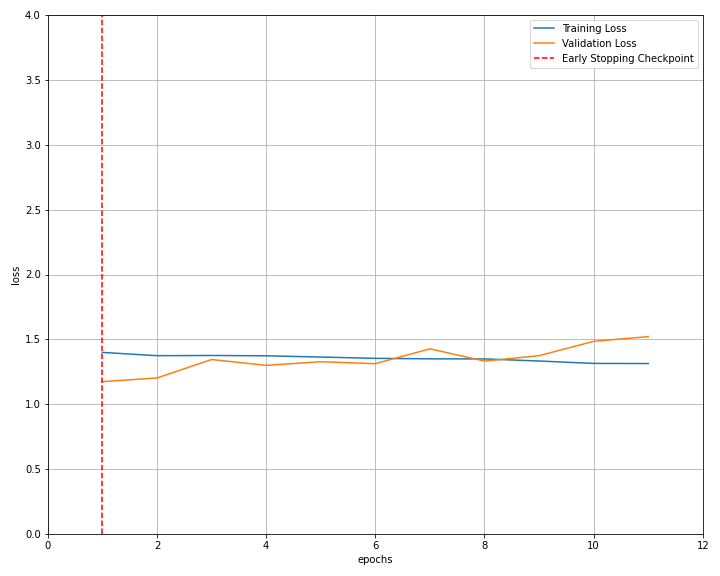 4.0
3.5
3.0
2.5
2.0
1.5
1.0
0.5
0.0
loss
0 2 4 6 8 10 12
epochs
Training Loss
Validation Loss
Early Stopping Checkpoint